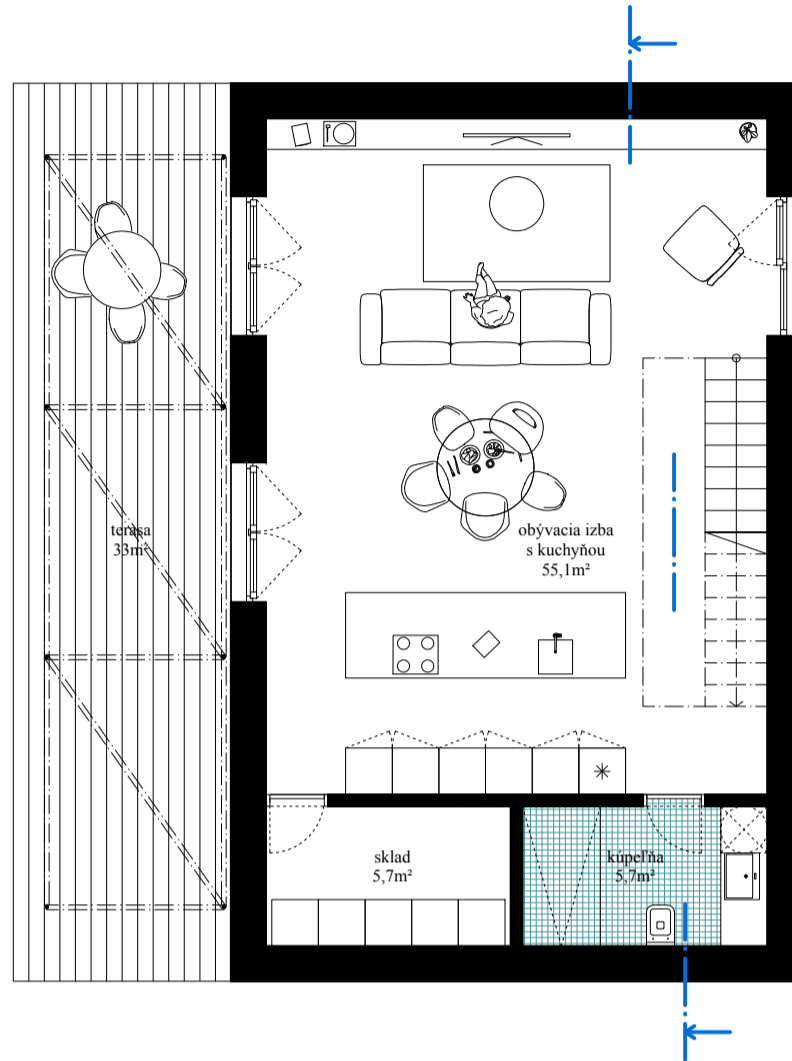 terasa
33m²
obývacia izba
s kuchyňou
55,1m²
sklad
5,7m²
kúpeľňa
5,7m²